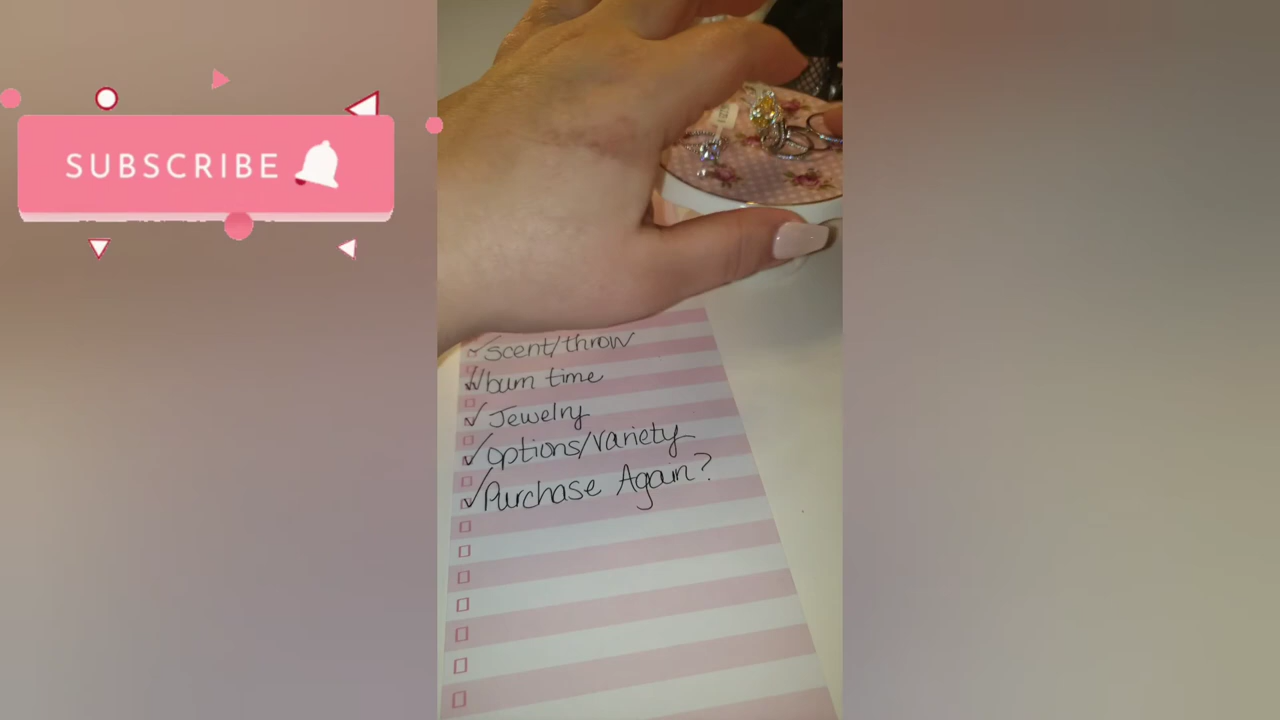 SUBSCRIBE
scent/throw
burn time
Jewelry
options/variety
Purchase Again?